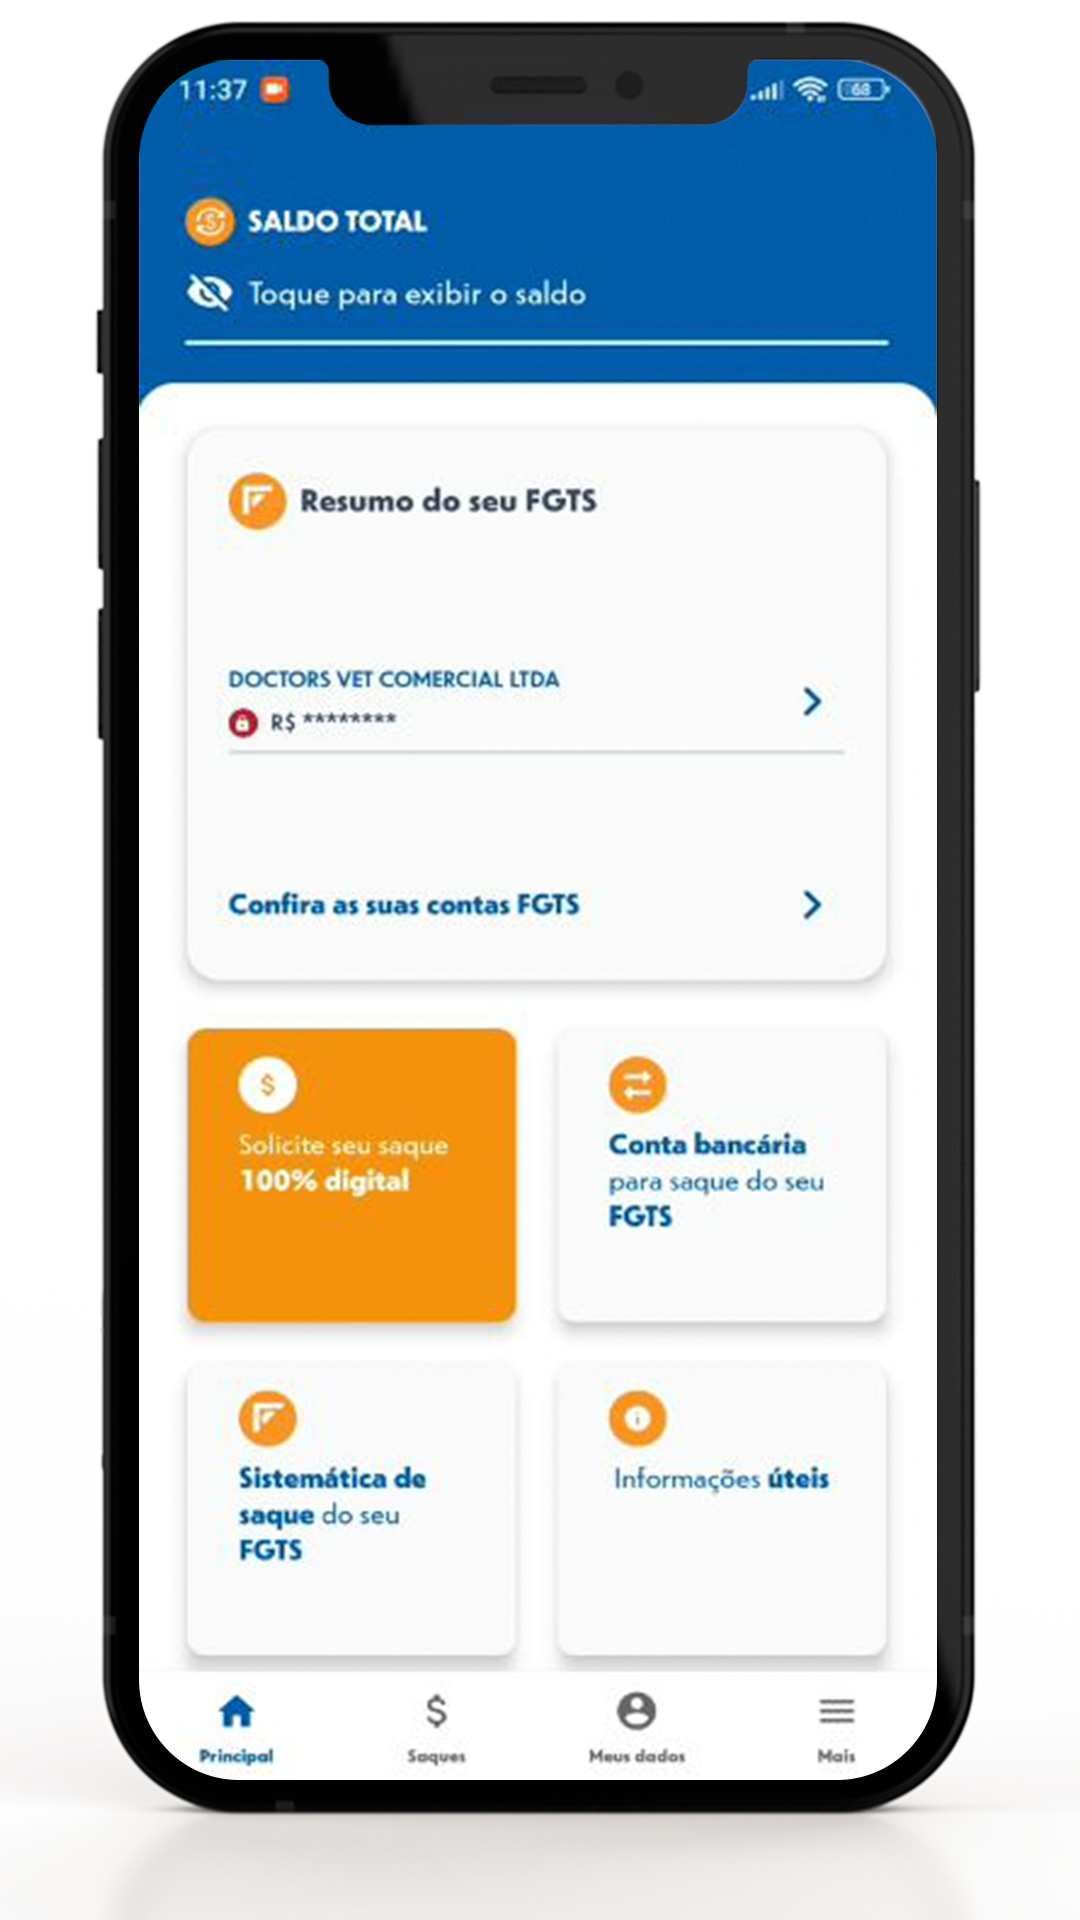 11:37
68
SALDO TOTAL
Toque para exibir o saldo
Resumo do seu FGTS
DOCTORS VET COMERCIAL LTDA
R$ ********
Confira as suas contas FGTS
$
Solicite seu saque
100% digital
Conta bancária
para saque do seu
FGTS
Sistemática de
saque do seu
FGTS
Informações úteis
Principal
Saques
Meus dados
Mais